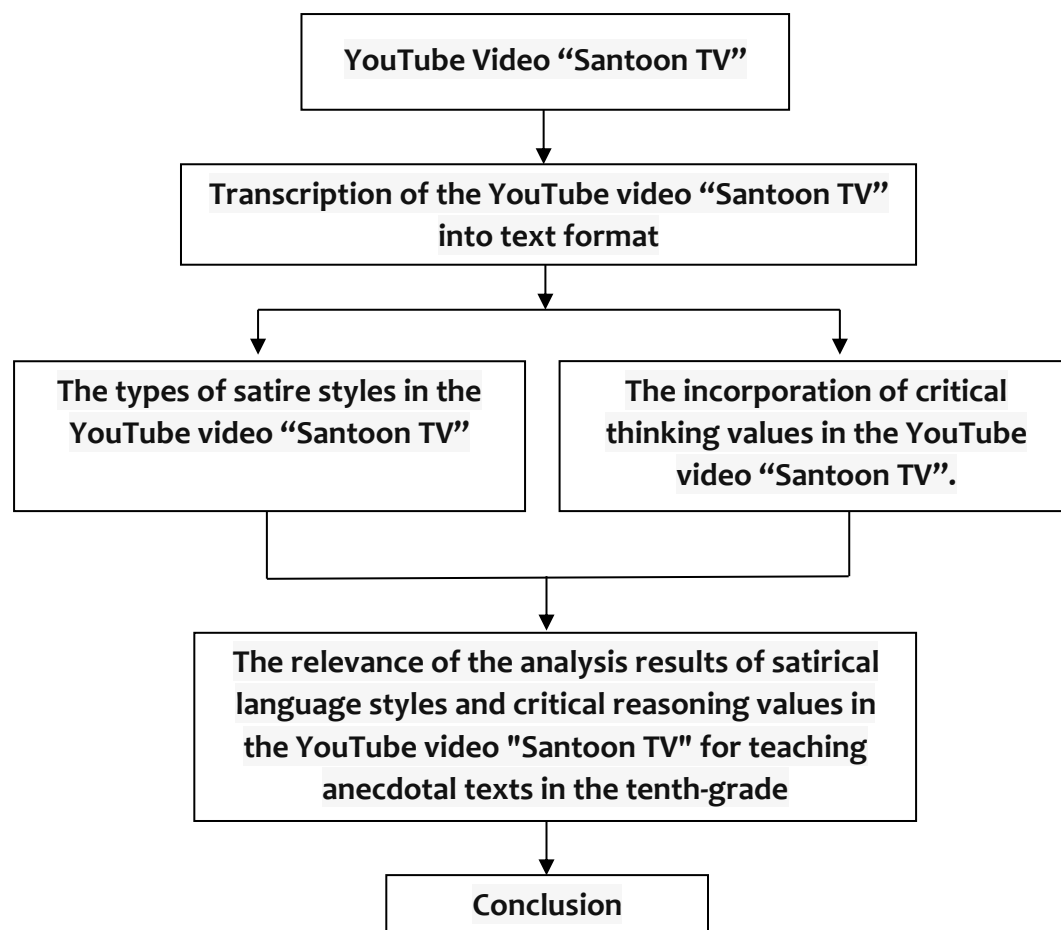 YouTube Video “Santoon TV”
Transcription of the YouTube video “Santoon TV”
into text format
The types of satire styles in the
YouTube video “Santoon TV”
The incorporation of critical
thinking values in the YouTube
video “Santoon TV”.
The relevance of the analysis results of satirical
language styles and critical reasoning values in
the YouTube video "Santoon TV" for teaching
anecdotal texts in the tenth-grade
Conclusion